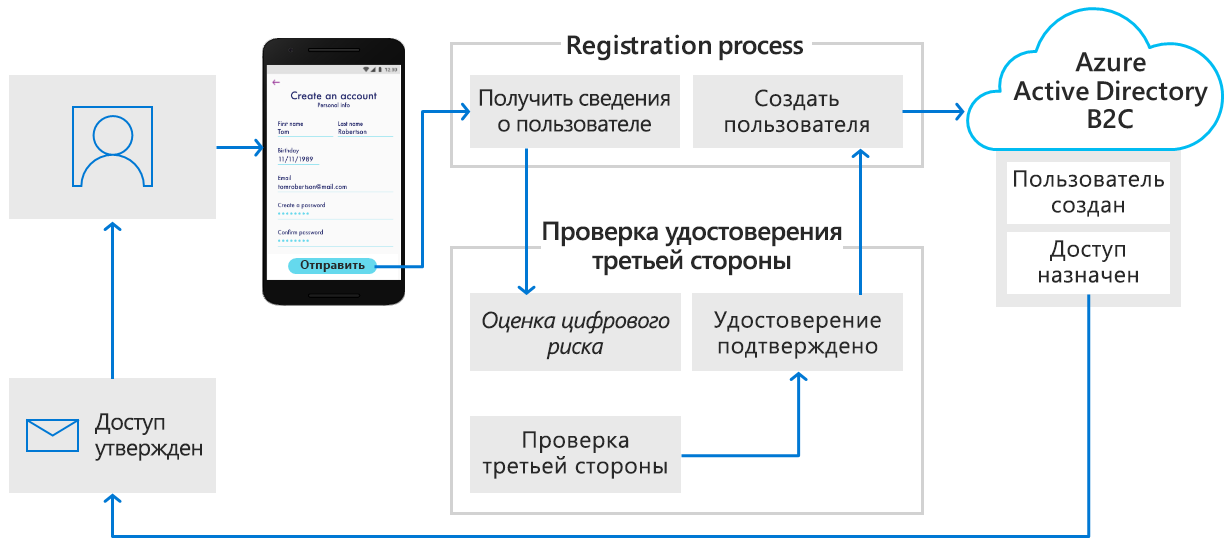 12:39
Create an account
Personal info
First name
Last name
Tom
Robertson
Birthday
11/11/1989
Email
tomrobertson@mail.com
Create a password
Confirm password
Отправить
Registration process
Получить сведения
о пользователе
Создать
пользователя
Azure
Active Directory
B2C
Пользователь
создан
Доступ
назначен
Проверка удостоверения
третьей стороны
Оценка цифрового
риска
Удостоверение
подтверждено
Проверка
третьей стороны
Доступ
утвержден